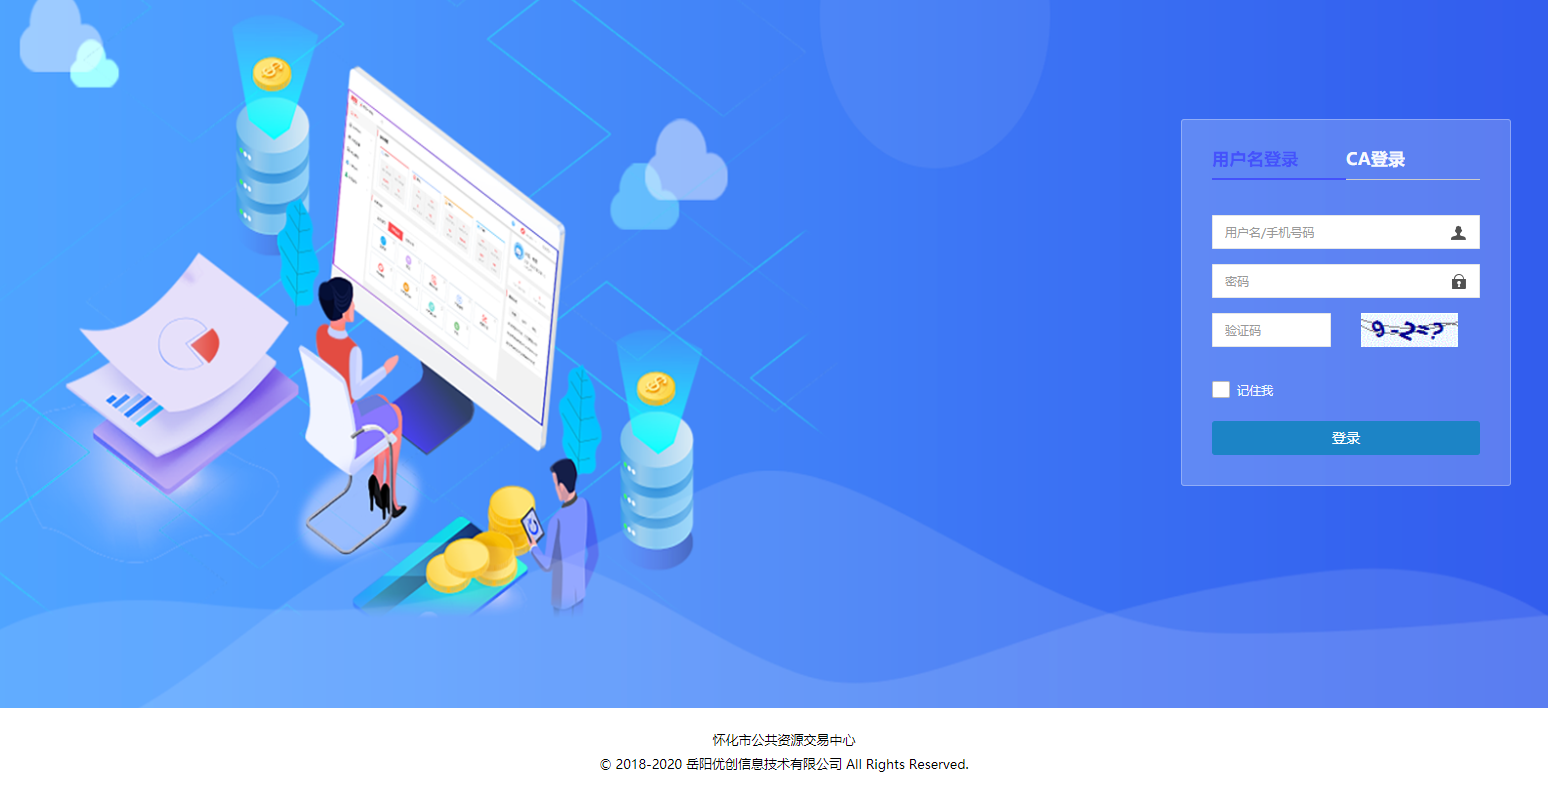 用户名登录 CA登录
用户名/手机号码
密码
验证码 9-2=?
记住我
登录
怀化市公共资源交易中心
© 2018-2020 岳阳优创信息技术有限公司 All Rights Reserved.